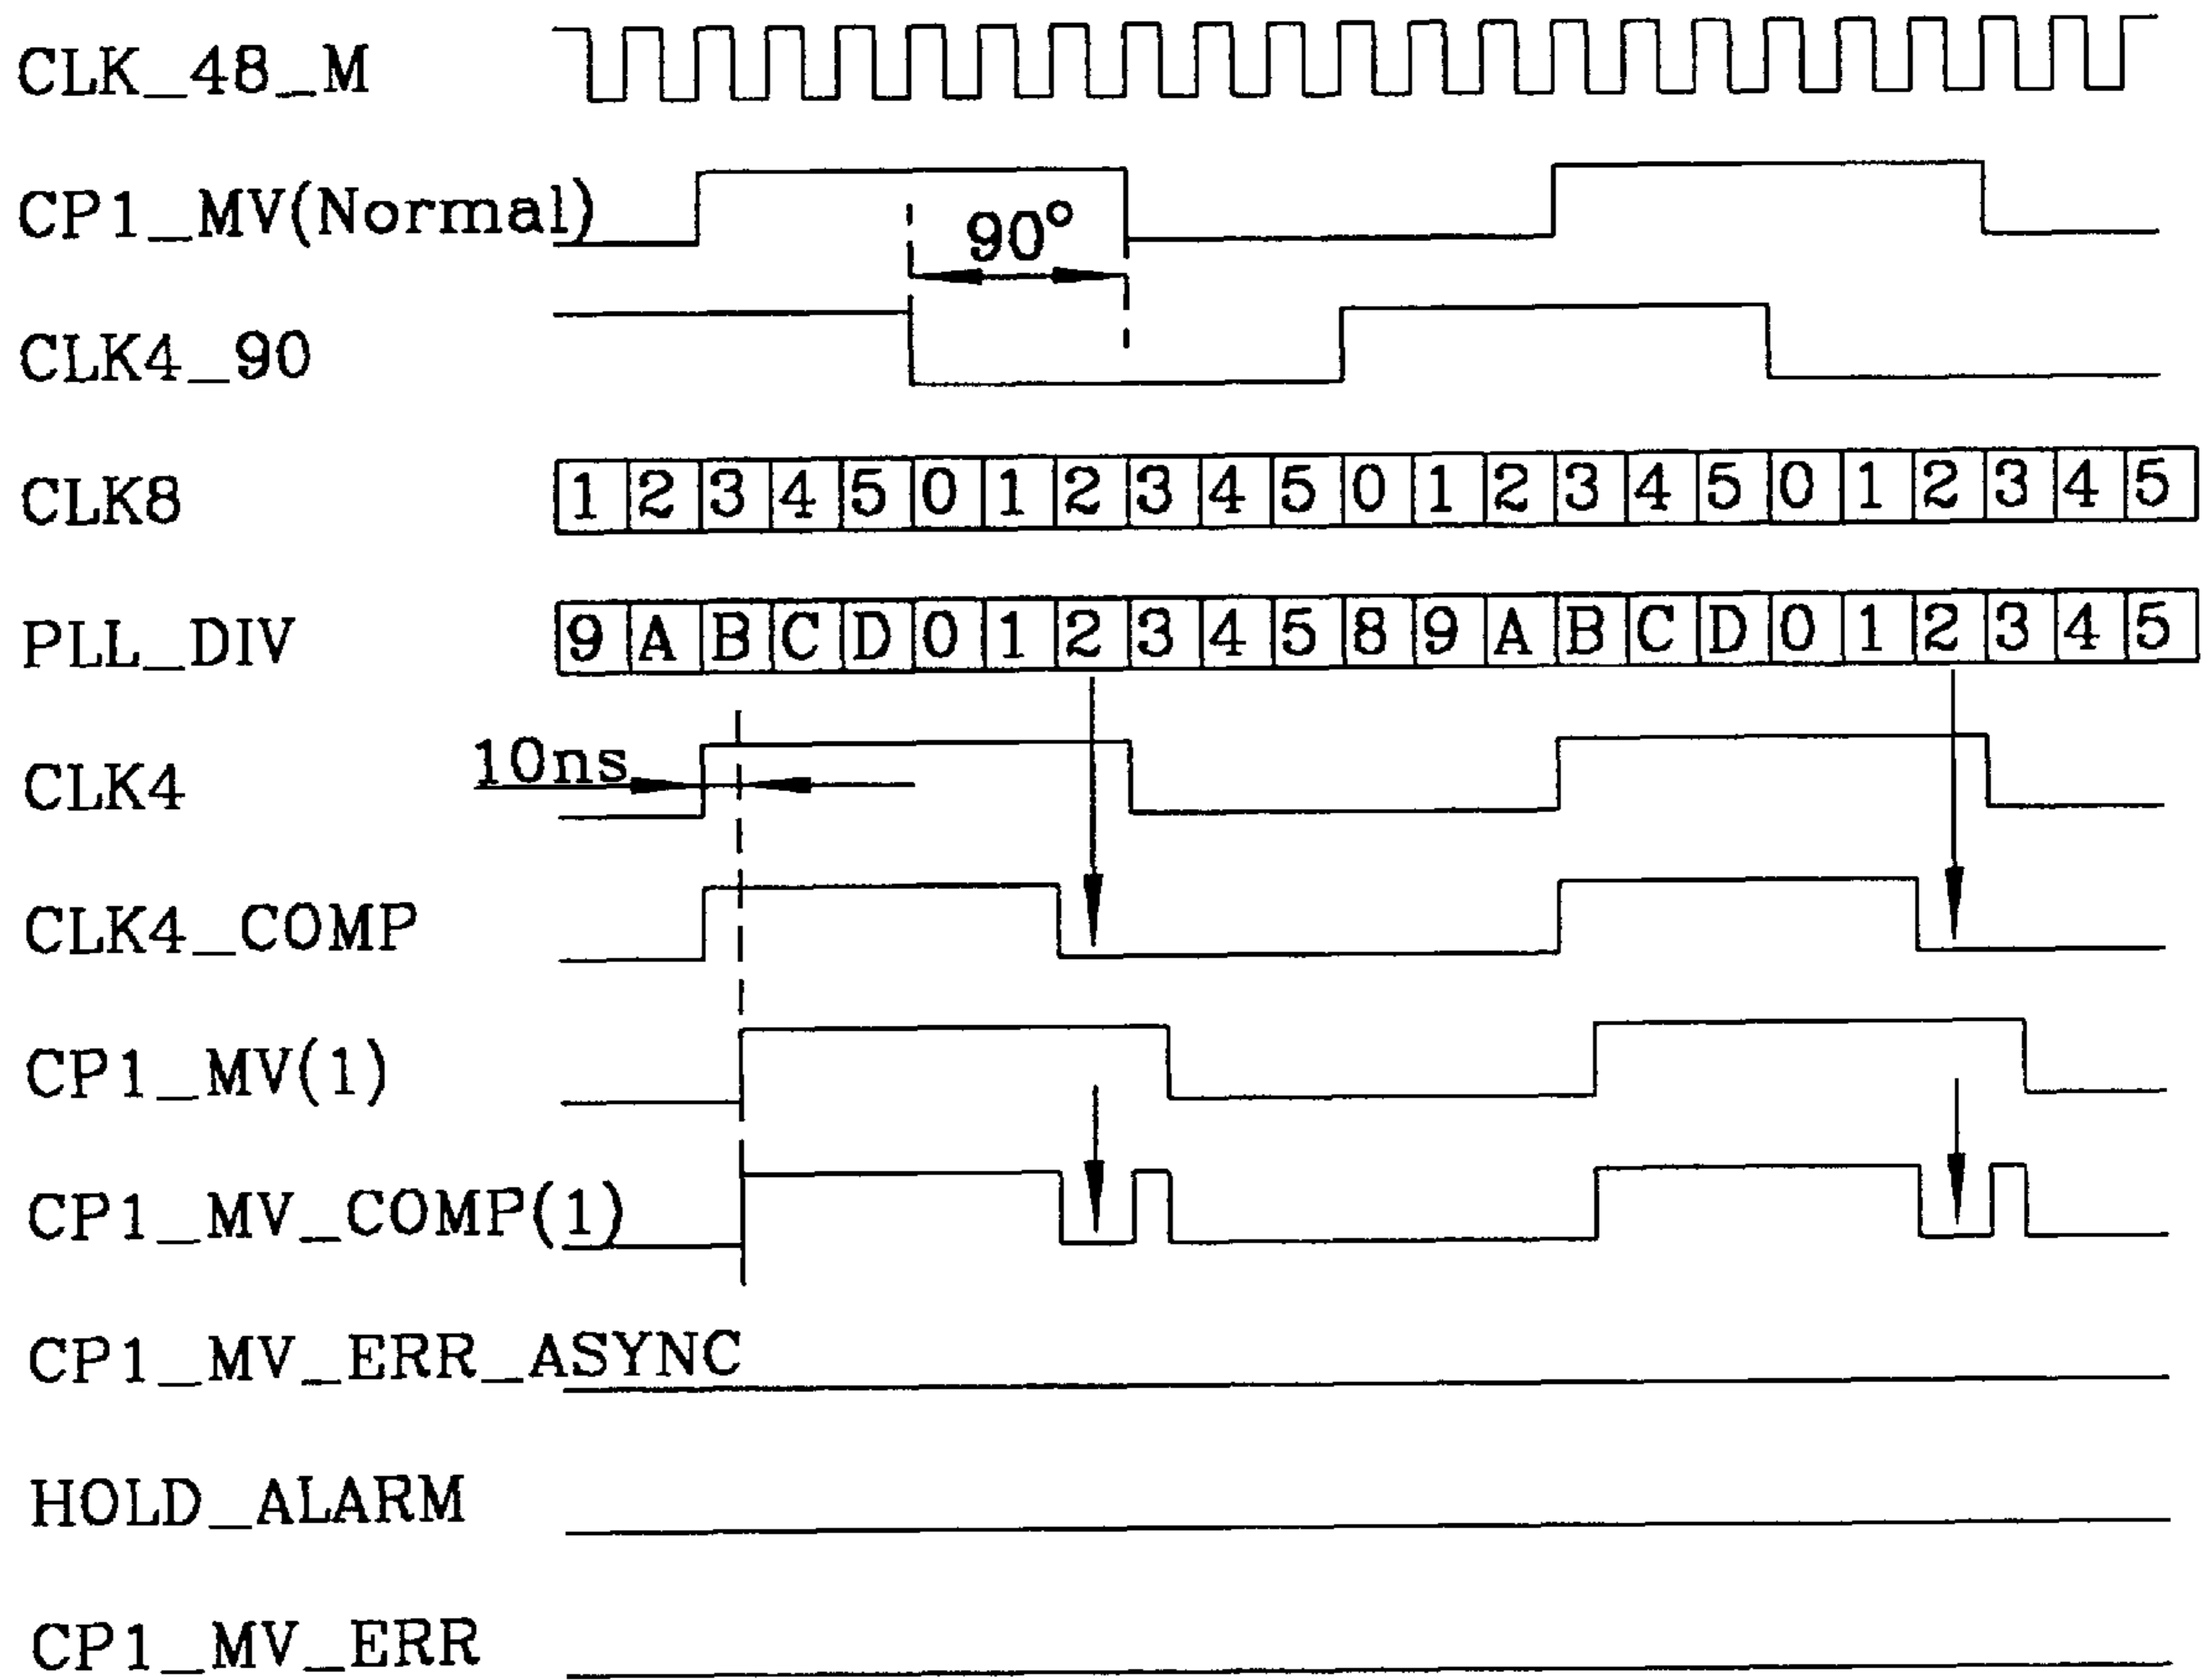 CLK_48_M
CP1_MV(Normal)
90°
CLK4_90
CLK8 1 2 3 4 5 0 1 2 3 4 5 0 1 2 3 4 5 0 1 2 3 4 5
PLL_DIV 9 A B C D 0 1 2 3 4 5 8 9 A B C D 0 1 2 3 4 5
10ns
CLK4
CLK4_COMP
CP1_MV(1)
CP1_MV_COMP(1)
CP1_MV_ERR_ASYNC
HOLD_ALARM
CP1_MV_ERR